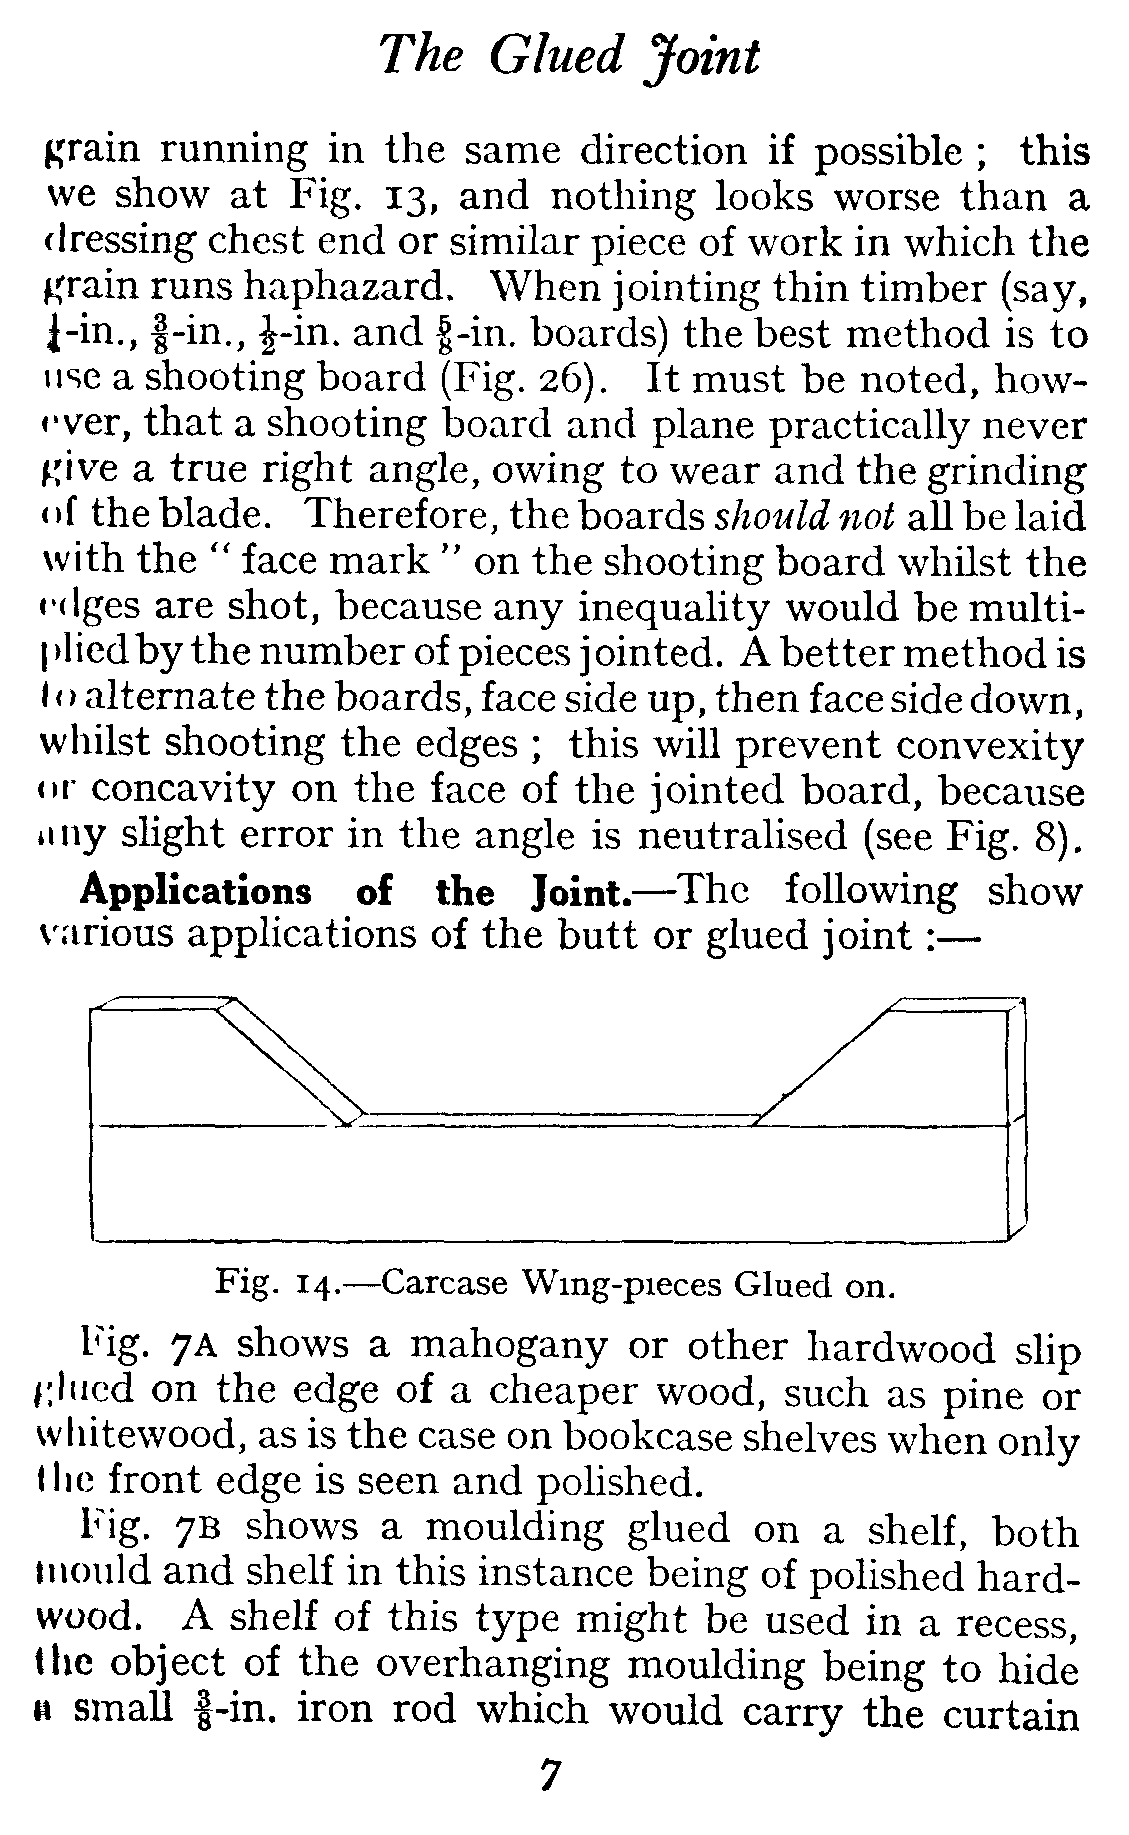 The Glued Joint
grain running in the same direction if possible ; this
we show at Fig. 13, and nothing looks worse than a
dressing chest end or similar piece of work in which the
grain runs haphazard. When jointing thin timber (say,
¼-in., ⅜-in., ½-in. and ⅝-in. boards) the best method is to
use a shooting board (Fig. 26). It must be noted, how-
ever, that a shooting board and plane practically never
give a true right angle, owing to wear and the grinding
of the blade. Therefore, the boards should not all be laid
with the “ face mark ” on the shooting board whilst the
edges are shot, because any inequality would be multi-
plied by the number of pieces jointed. A better method is
to alternate the boards, face side up, then face side down,
whilst shooting the edges ; this will prevent convexity
or concavity on the face of the jointed board, because
any slight error in the angle is neutralised (see Fig. 8).
Applications of the Joint.—The following show
various applications of the butt or glued joint :—
Fig. 14.—Carcase Wing-pieces Glued on.
Fig. 7A shows a mahogany or other hardwood slip
glued on the edge of a cheaper wood, such as pine or
whitewood, as is the case on bookcase shelves when only
the front edge is seen and polished.
Fig. 7B shows a moulding glued on a shelf, both
mould and shelf in this instance being of polished hard-
wood. A shelf of this type might be used in a recess,
the object of the overhanging moulding being to hide
a small ⅜-in. iron rod which would carry the curtain
7